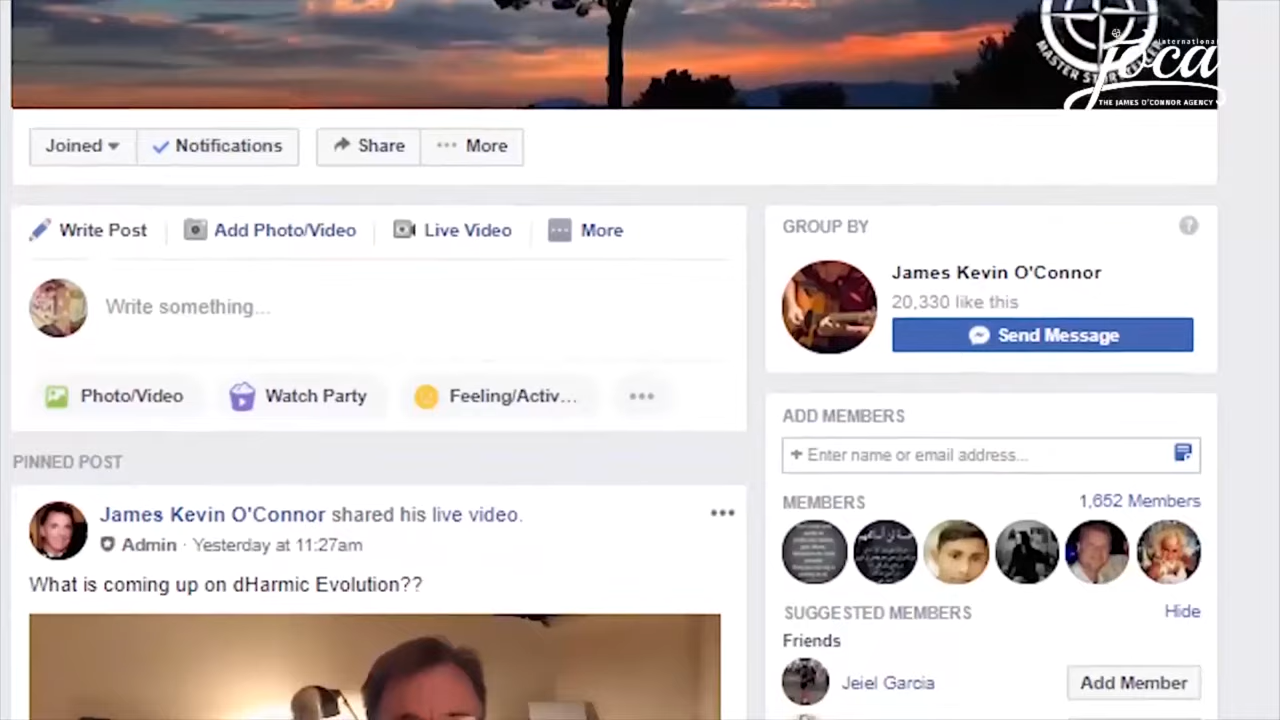 international
joca
THE JAMES O'CONNOR AGENCY
Joined
Notifications
Share
More
Write Post
Add Photo/Video
Live Video
More
Write something...
Photo/Video
Watch Party
Feeling/Activ...
PINNED POST
James Kevin O'Connor shared his live video.
Admin · Yesterday at 11:27am
What is coming up on dHarmic Evolution??
GROUP BY
James Kevin O'Connor
20,330 like this
Send Message
ADD MEMBERS
+ Enter name or email address...
MEMBERS
1,652 Members
SUGGESTED MEMBERS
Hide
Friends
Jeiel Garcia
Add Member